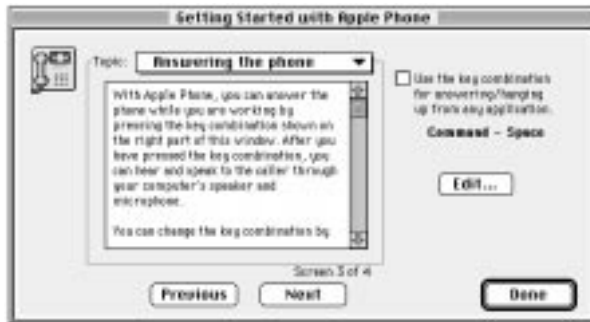 Getting Started with Apple Phone
Topic: Answering the phone
With Apple Phone, you can answer the
phone while you are working by
pressing the key combination shown on
the right part of this window. After you
have pressed the key combination, you
can hear and speak to the caller through
your computer's speaker and
microphone.
You can change the key combination by
Use the key combination
for answering/hanging
up from any application.
Command - Space
Edit...
Screen 3 of 4
Previous
Next
Done